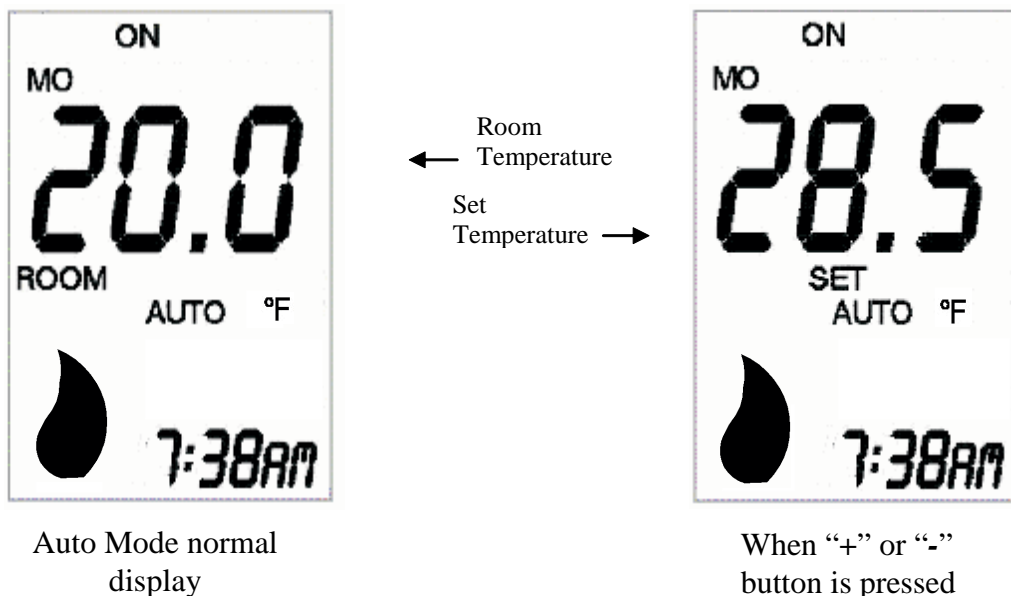 ON
MO
20.0
ROOM
AUTO °F
7:38AM
Auto Mode normal
display
Room
Temperature
Set
Temperature
ON
MO
28.5
SET
AUTO °F
7:38AM
When “+” or “-”
button is pressed